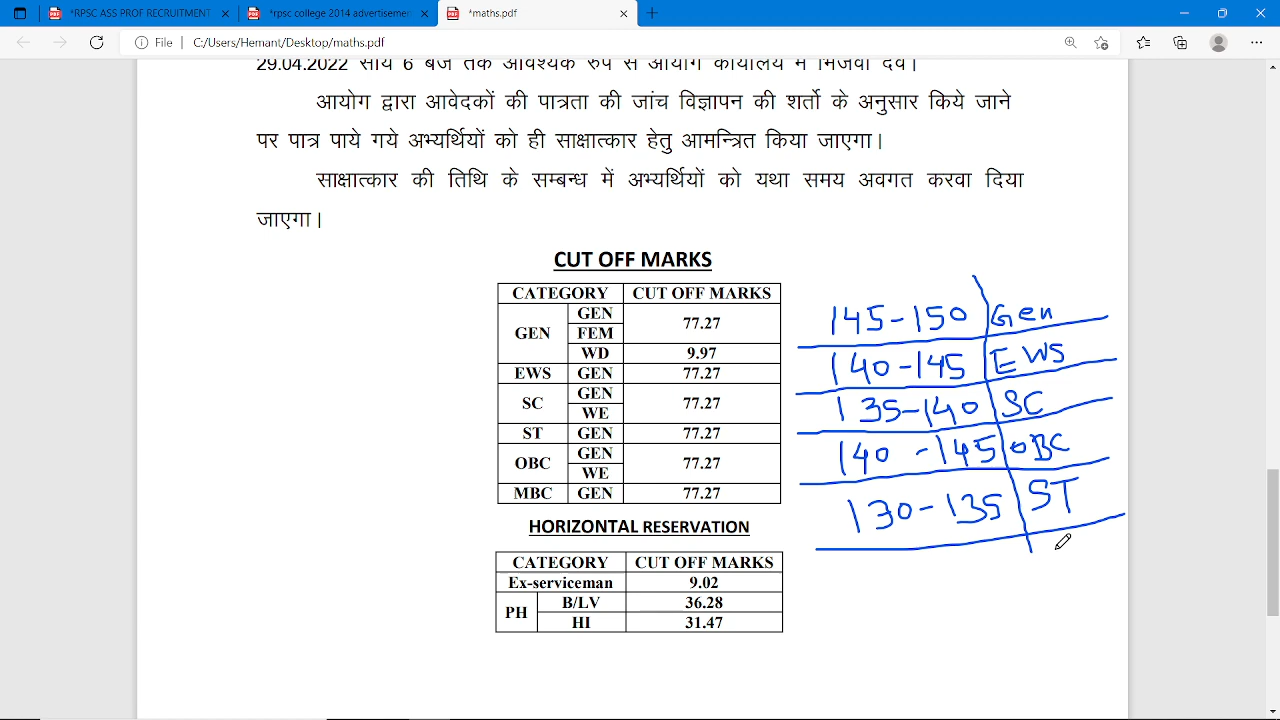 *RPSC ASS PROF RECRUITMENT
*rpsc college 2014 advertisemen
*maths.pdf
File | C:/Users/Hemant/Desktop/maths.pdf
29.04.2022 सायं 6 बजे तक आवश्यक रुप से आयोग कार्यालय में भिजवा देवें।
आयोग द्वारा आवेदकों की पात्रता की जांच विज्ञापन की शर्तो के अनुसार किये जाने
पर पात्र पाये गये अभ्यर्थियों को ही साक्षात्कार हेतु आमन्त्रित किया जाएगा।
साक्षात्कार की तिथि के सम्बन्ध में अभ्यर्थियों को यथा समय अवगत करवा दिया
जाएगा।
CUT OFF MARKS
CATEGORY CUT OFF MARKS
GEN GEN 77.27
FEM
WD 9.97
EWS GEN 77.27
SC GEN 77.27
WE
ST GEN 77.27
OBC GEN 77.27
WE
MBC GEN 77.27
HORIZONTAL RESERVATION
CATEGORY CUT OFF MARKS
Ex-serviceman 9.02
PH B/LV 36.28
HI 31.47
145-150 Gen
140-145 EWS
135-140 SC
140-145 OBC
130-135 ST